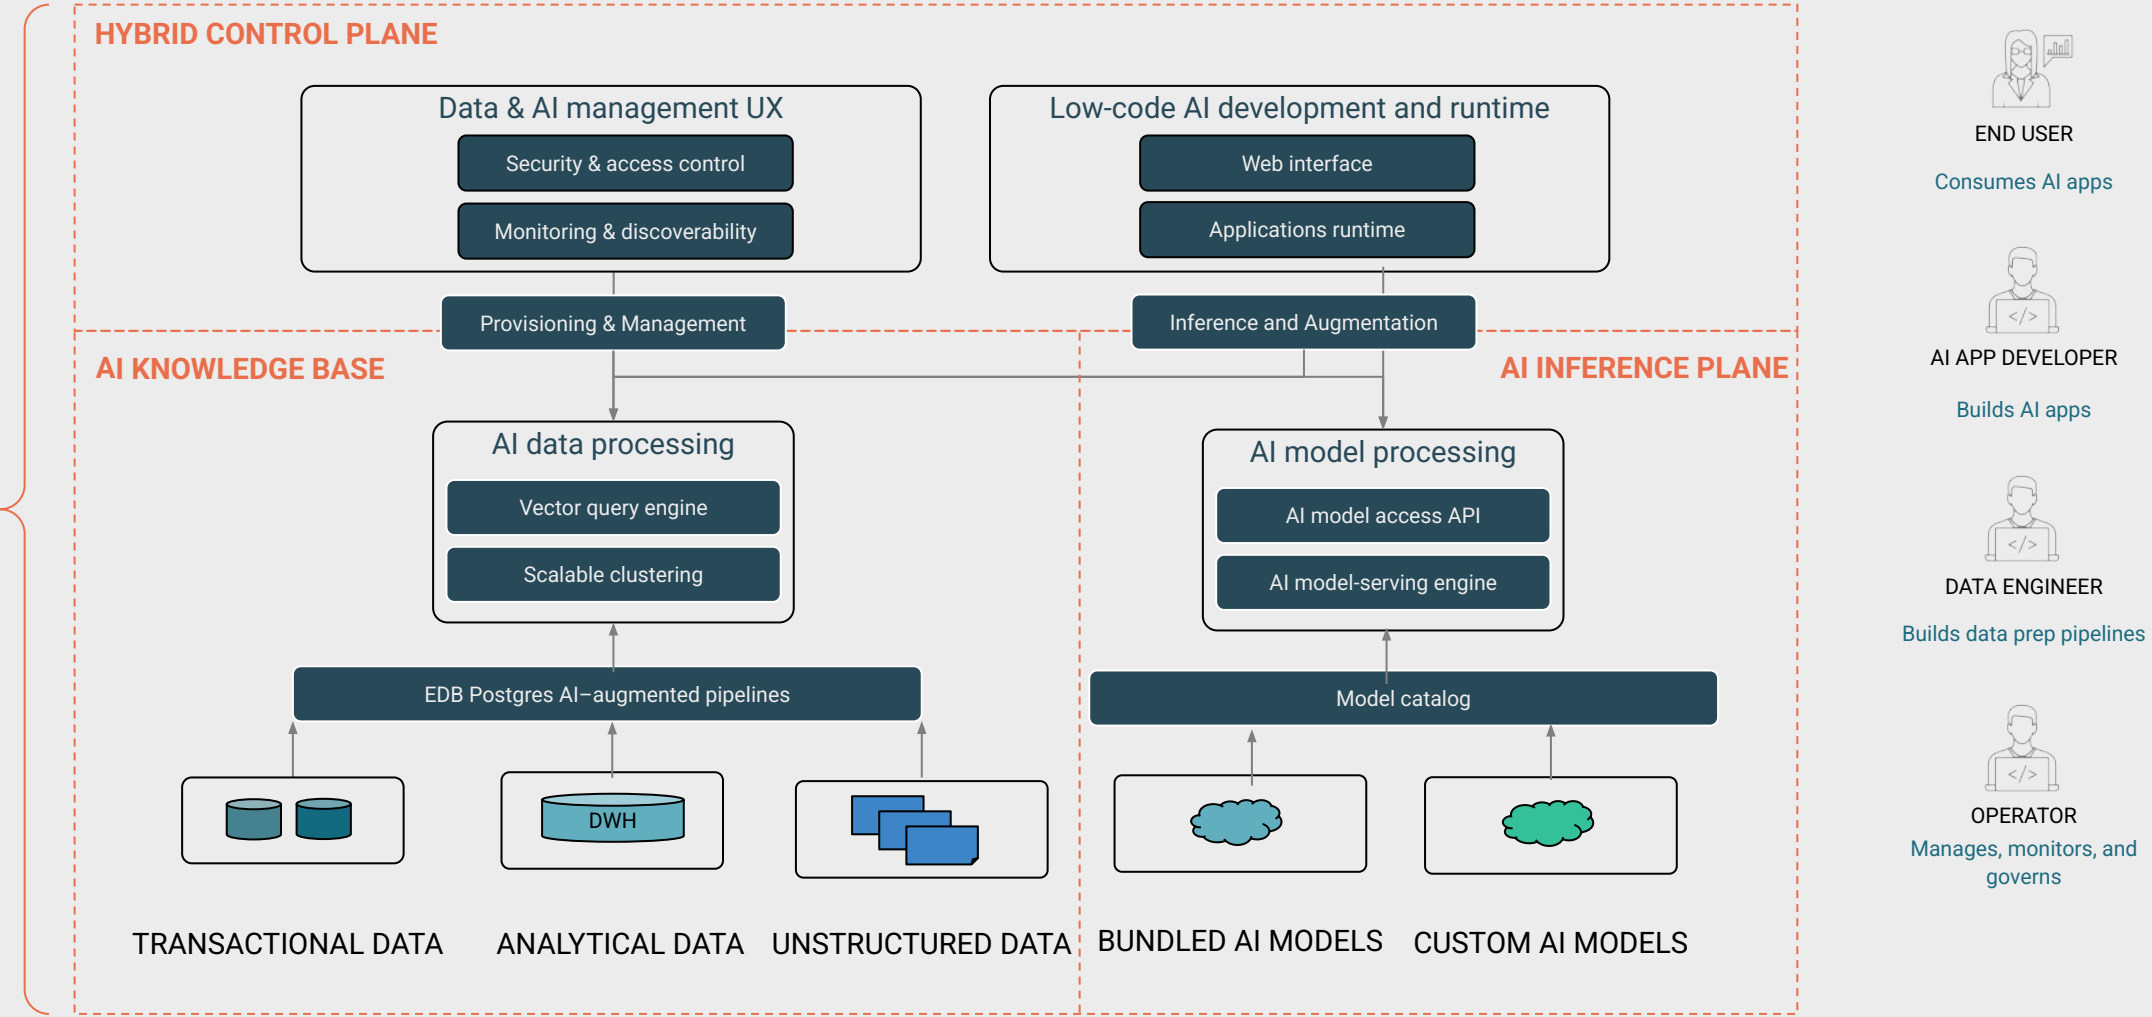 HYBRID CONTROL PLANE
Data & AI management UX
Security & access control
Monitoring & discoverability
Low-code AI development and runtime
Web interface
Applications runtime
Provisioning & Management
Inference and Augmentation
AI KNOWLEDGE BASE
AI data processing
Vector query engine
Scalable clustering
EDB Postgres AI–augmented pipelines
DWH
TRANSACTIONAL DATA
ANALYTICAL DATA
UNSTRUCTURED DATA
AI INFERENCE PLANE
AI model processing
AI model access API
AI model-serving engine
Model catalog
BUNDLED AI MODELS
CUSTOM AI MODELS
END USER
Consumes AI apps
</>
AI APP DEVELOPER
Builds AI apps
</>
DATA ENGINEER
Builds data prep pipelines
</>
OPERATOR
Manages, monitors, and
governs